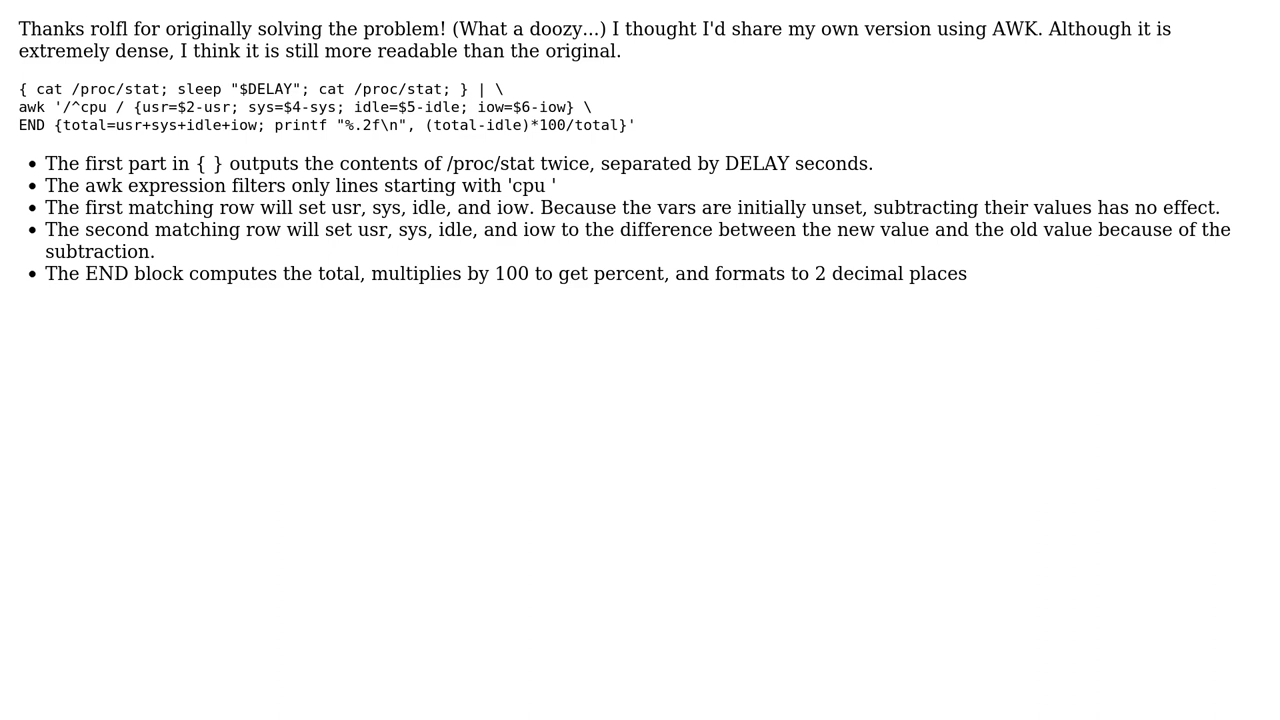 Thanks rolfl for originally solving the problem! (What a doozy...) I thought I'd share my own version using AWK. Although it is
extremely dense, I think it is still more readable than the original.
{ cat /proc/stat; sleep "$DELAY"; cat /proc/stat; } | \
awk '/^cpu / {usr=$2-usr; sys=$4-sys; idle=$5-idle; iow=$6-iow} \
END {total=usr+sys+idle+iow; printf "%.2f\n", (total-idle)*100/total}'
• The first part in { } outputs the contents of /proc/stat twice, separated by DELAY seconds.
• The awk expression filters only lines starting with 'cpu '
• The first matching row will set usr, sys, idle, and iow. Because the vars are initially unset, subtracting their values has no effect.
• The second matching row will set usr, sys, idle, and iow to the difference between the new value and the old value because of the
subtraction.
• The END block computes the total, multiplies by 100 to get percent, and formats to 2 decimal places